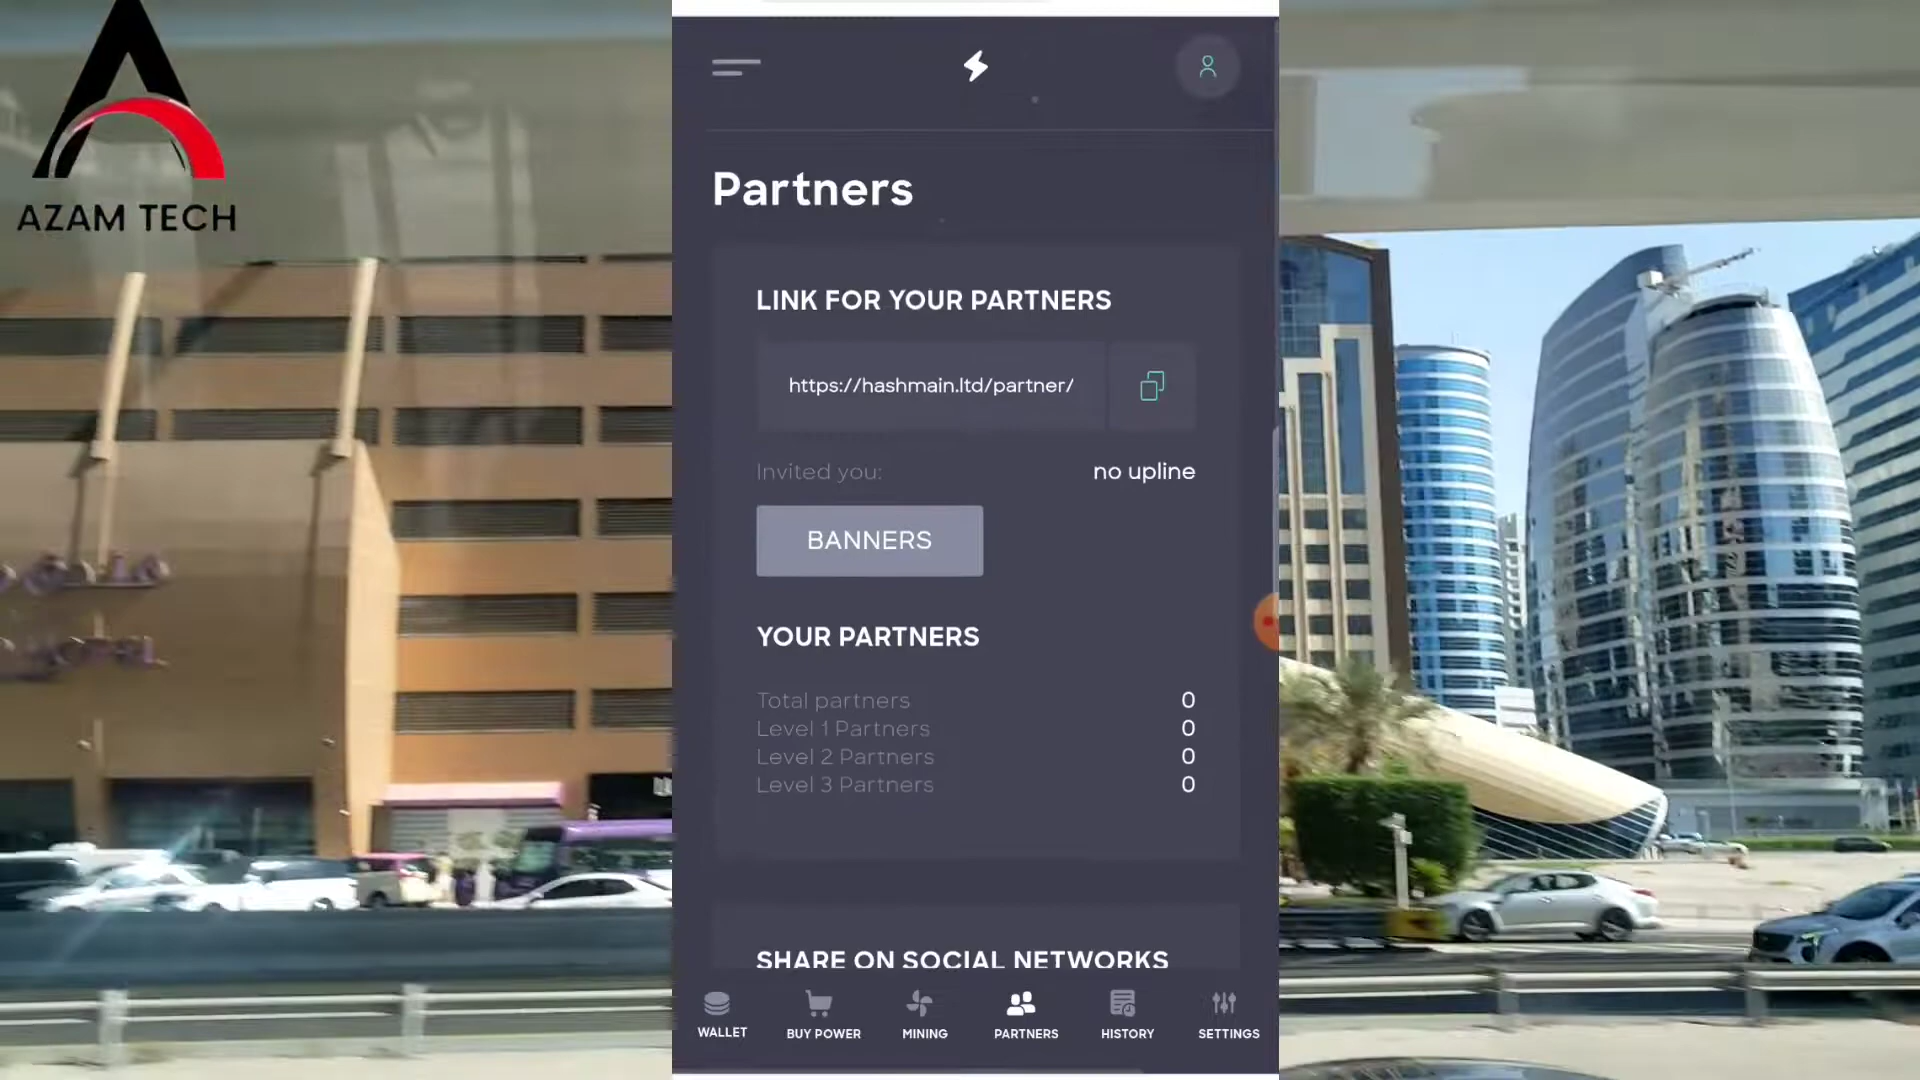 AZAM TECH
Partners
LINK FOR YOUR PARTNERS
https://hashmain.ltd/partner/
Invited you: no upline
BANNERS
YOUR PARTNERS
Total partners 0
Level 1 Partners 0
Level 2 Partners 0
Level 3 Partners 0
SHARE ON SOCIAL NETWORKS
WALLET BUY POWER MINING PARTNERS HISTORY SETTINGS